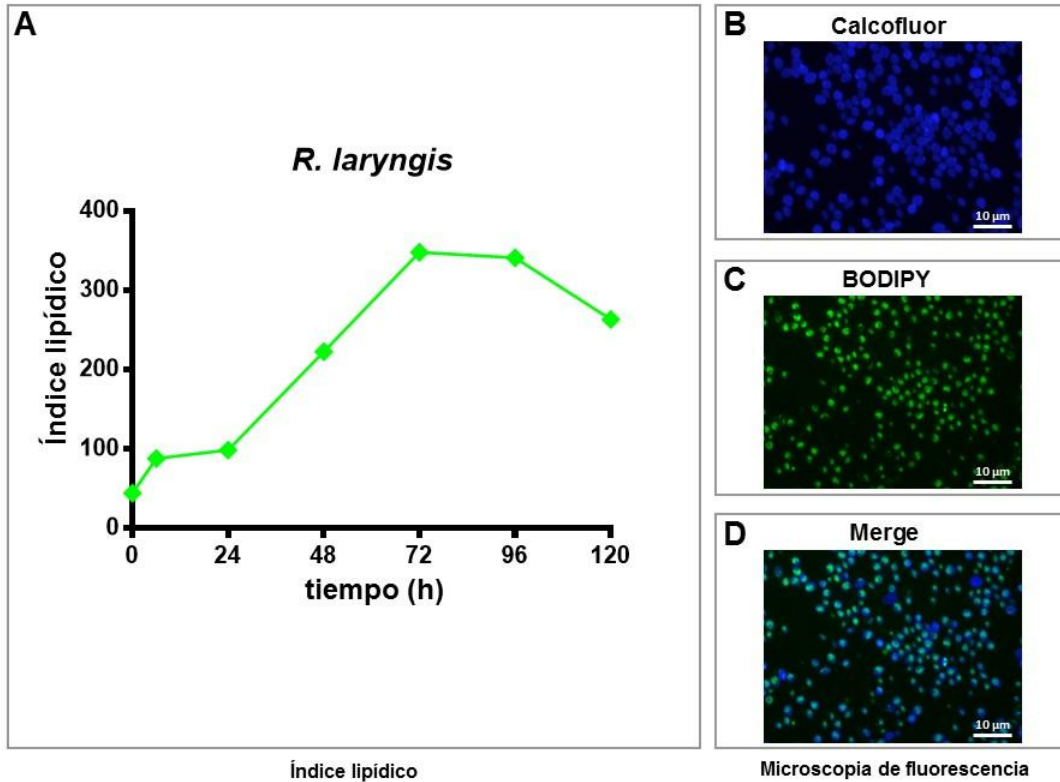 A
R. laryngis
Índice lipídico
400
300
200
100
0
0 24 48 72 96 120
tiempo (h)
Índice lipídico
B
Calcofluor
10 µm
C
BODIPY
10 µm
D
Merge
10 µm
Microscopia de fluorescencia